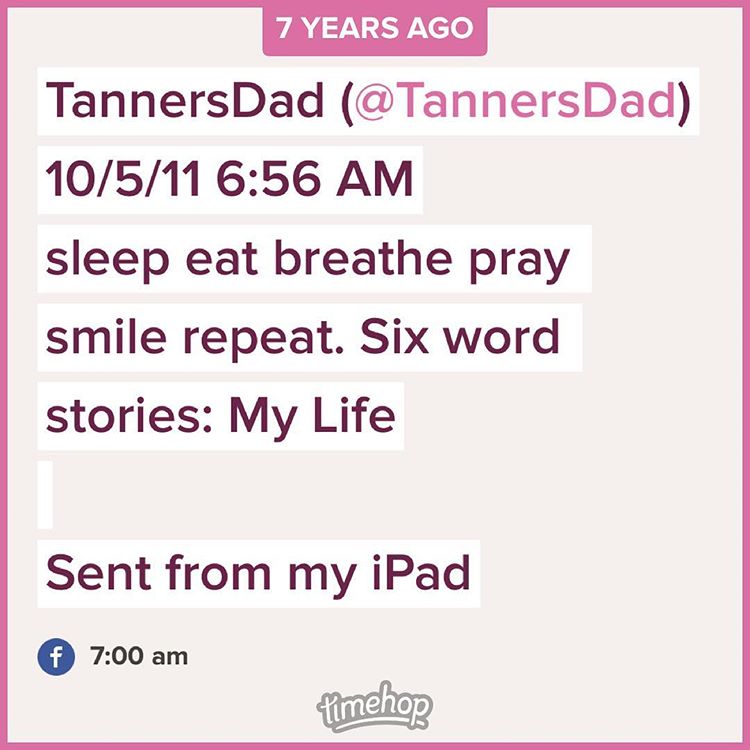 7 YEARS AGO
TannersDad (@TannersDad)
10/5/11 6:56 AM
sleep eat breathe pray
smile repeat. Six word
stories: My Life
Sent from my iPad
f 7:00 am
timehop